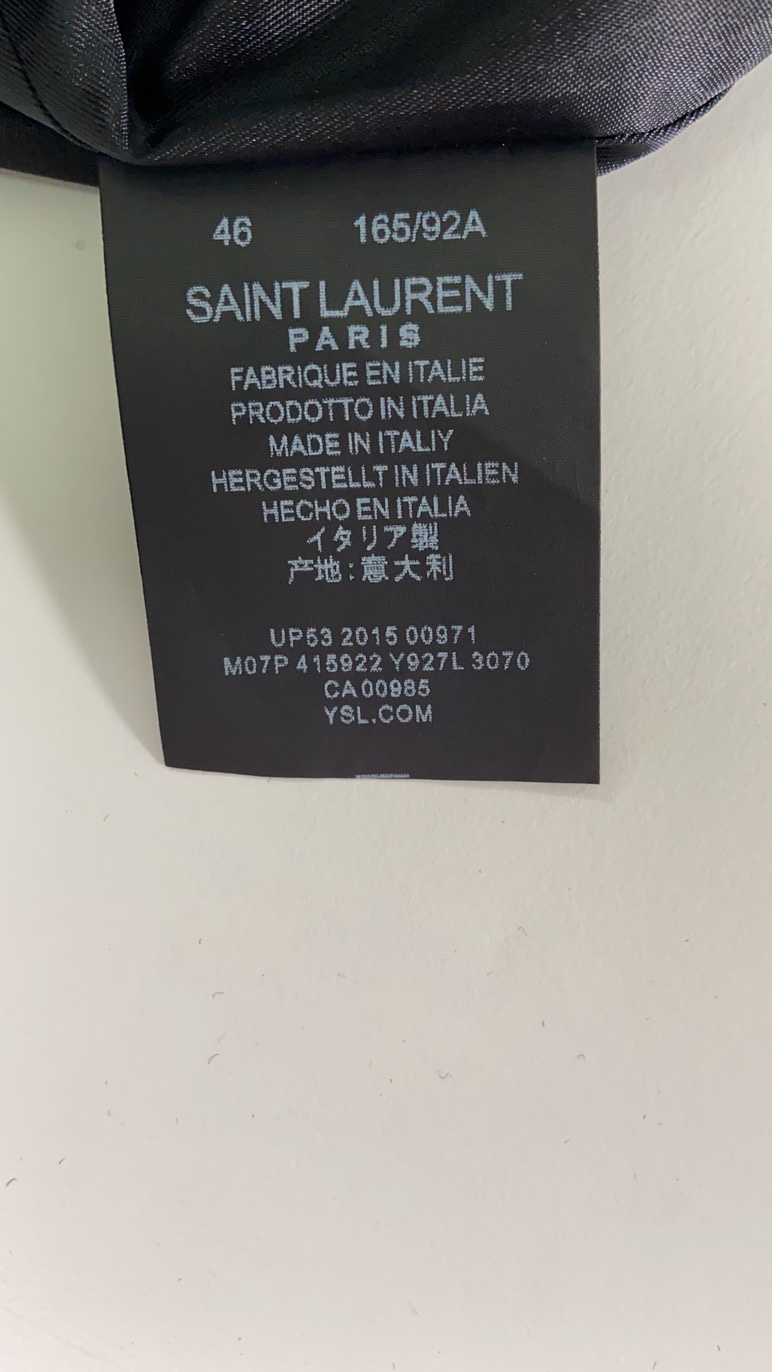 46 165/92A
SAINT LAURENT
PARIS
FABRIQUE EN ITALIE
PRODOTTO IN ITALIA
MADE IN ITALIY
HERGESTELLT IN ITALIEN
HECHO EN ITALIA
イタリア製
产地:意大利
UP53 2015 00971
M07P 415922 Y927L 3070
CA 00985
YSL.COM